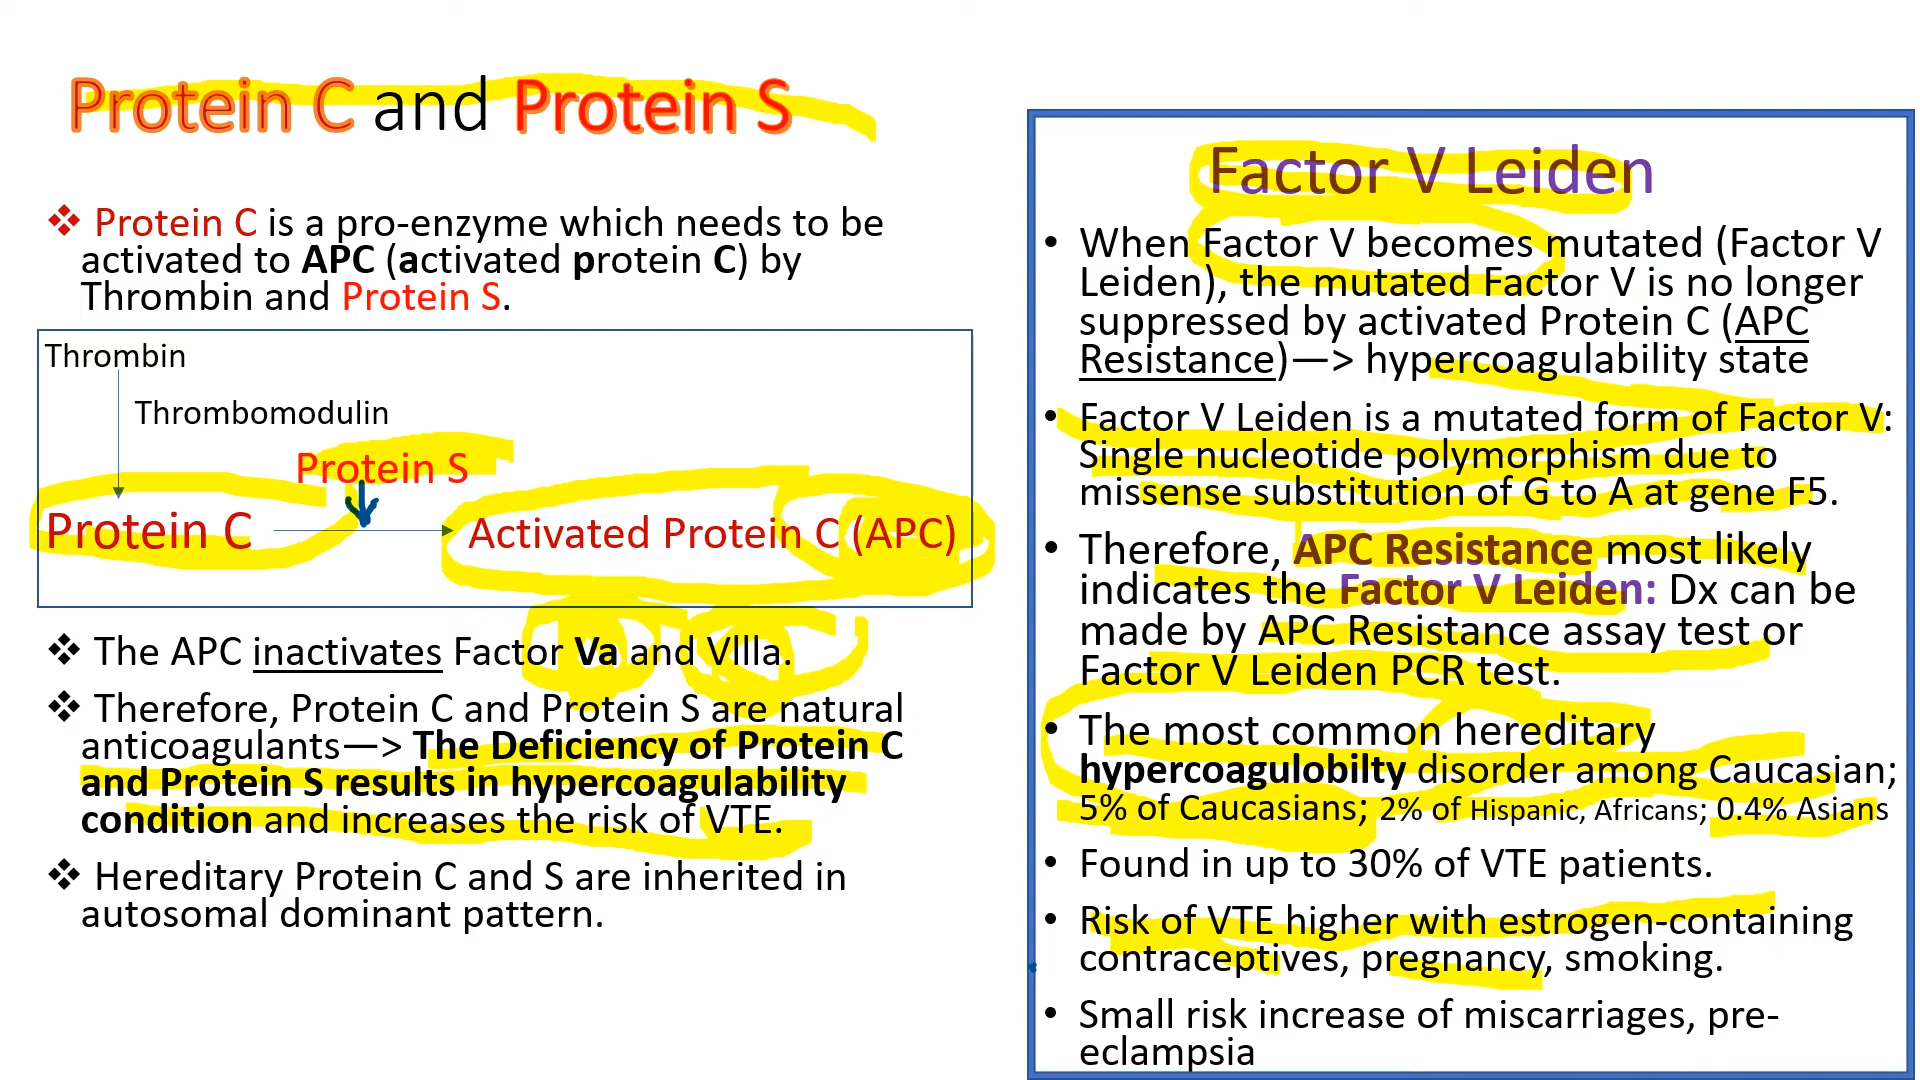 Protein C and Protein S
❖ Protein C is a pro-enzyme which needs to be
activated to APC (activated protein C) by
Thrombin and Protein S.
Thrombin
Thrombomodulin
Protein S
Protein C
Activated Protein C (APC)
❖ The APC inactivates Factor Va and Vllla.
❖ Therefore, Protein C and Protein S are natural
anticoagulants—> The Deficiency of Protein C
and Protein S results in hypercoagulability
condition and increases the risk of VTE.
❖ Hereditary Protein C and S are inherited in
autosomal dominant pattern.
Factor V Leiden
• When Factor V becomes mutated (Factor V
Leiden), the mutated Factor V is no longer
suppressed by activated Protein C (APC
Resistance)—> hypercoagulability state
• Factor V Leiden is a mutated form of Factor V:
Single nucleotide polymorphism due to
missense substitution of G to A at gene F5.
• Therefore, APC Resistance most likely
indicates the Factor V Leiden: Dx can be
made by APC Resistance assay test or
Factor V Leiden PCR test.
• The most common hereditary
hypercoagulobilty disorder among Caucasian;
5% of Caucasians; 2% of Hispanic, Africans; 0.4% Asians
• Found in up to 30% of VTE patients.
• Risk of VTE higher with estrogen-containing
contraceptives, pregnancy, smoking.
• Small risk increase of miscarriages, pre-
eclampsia